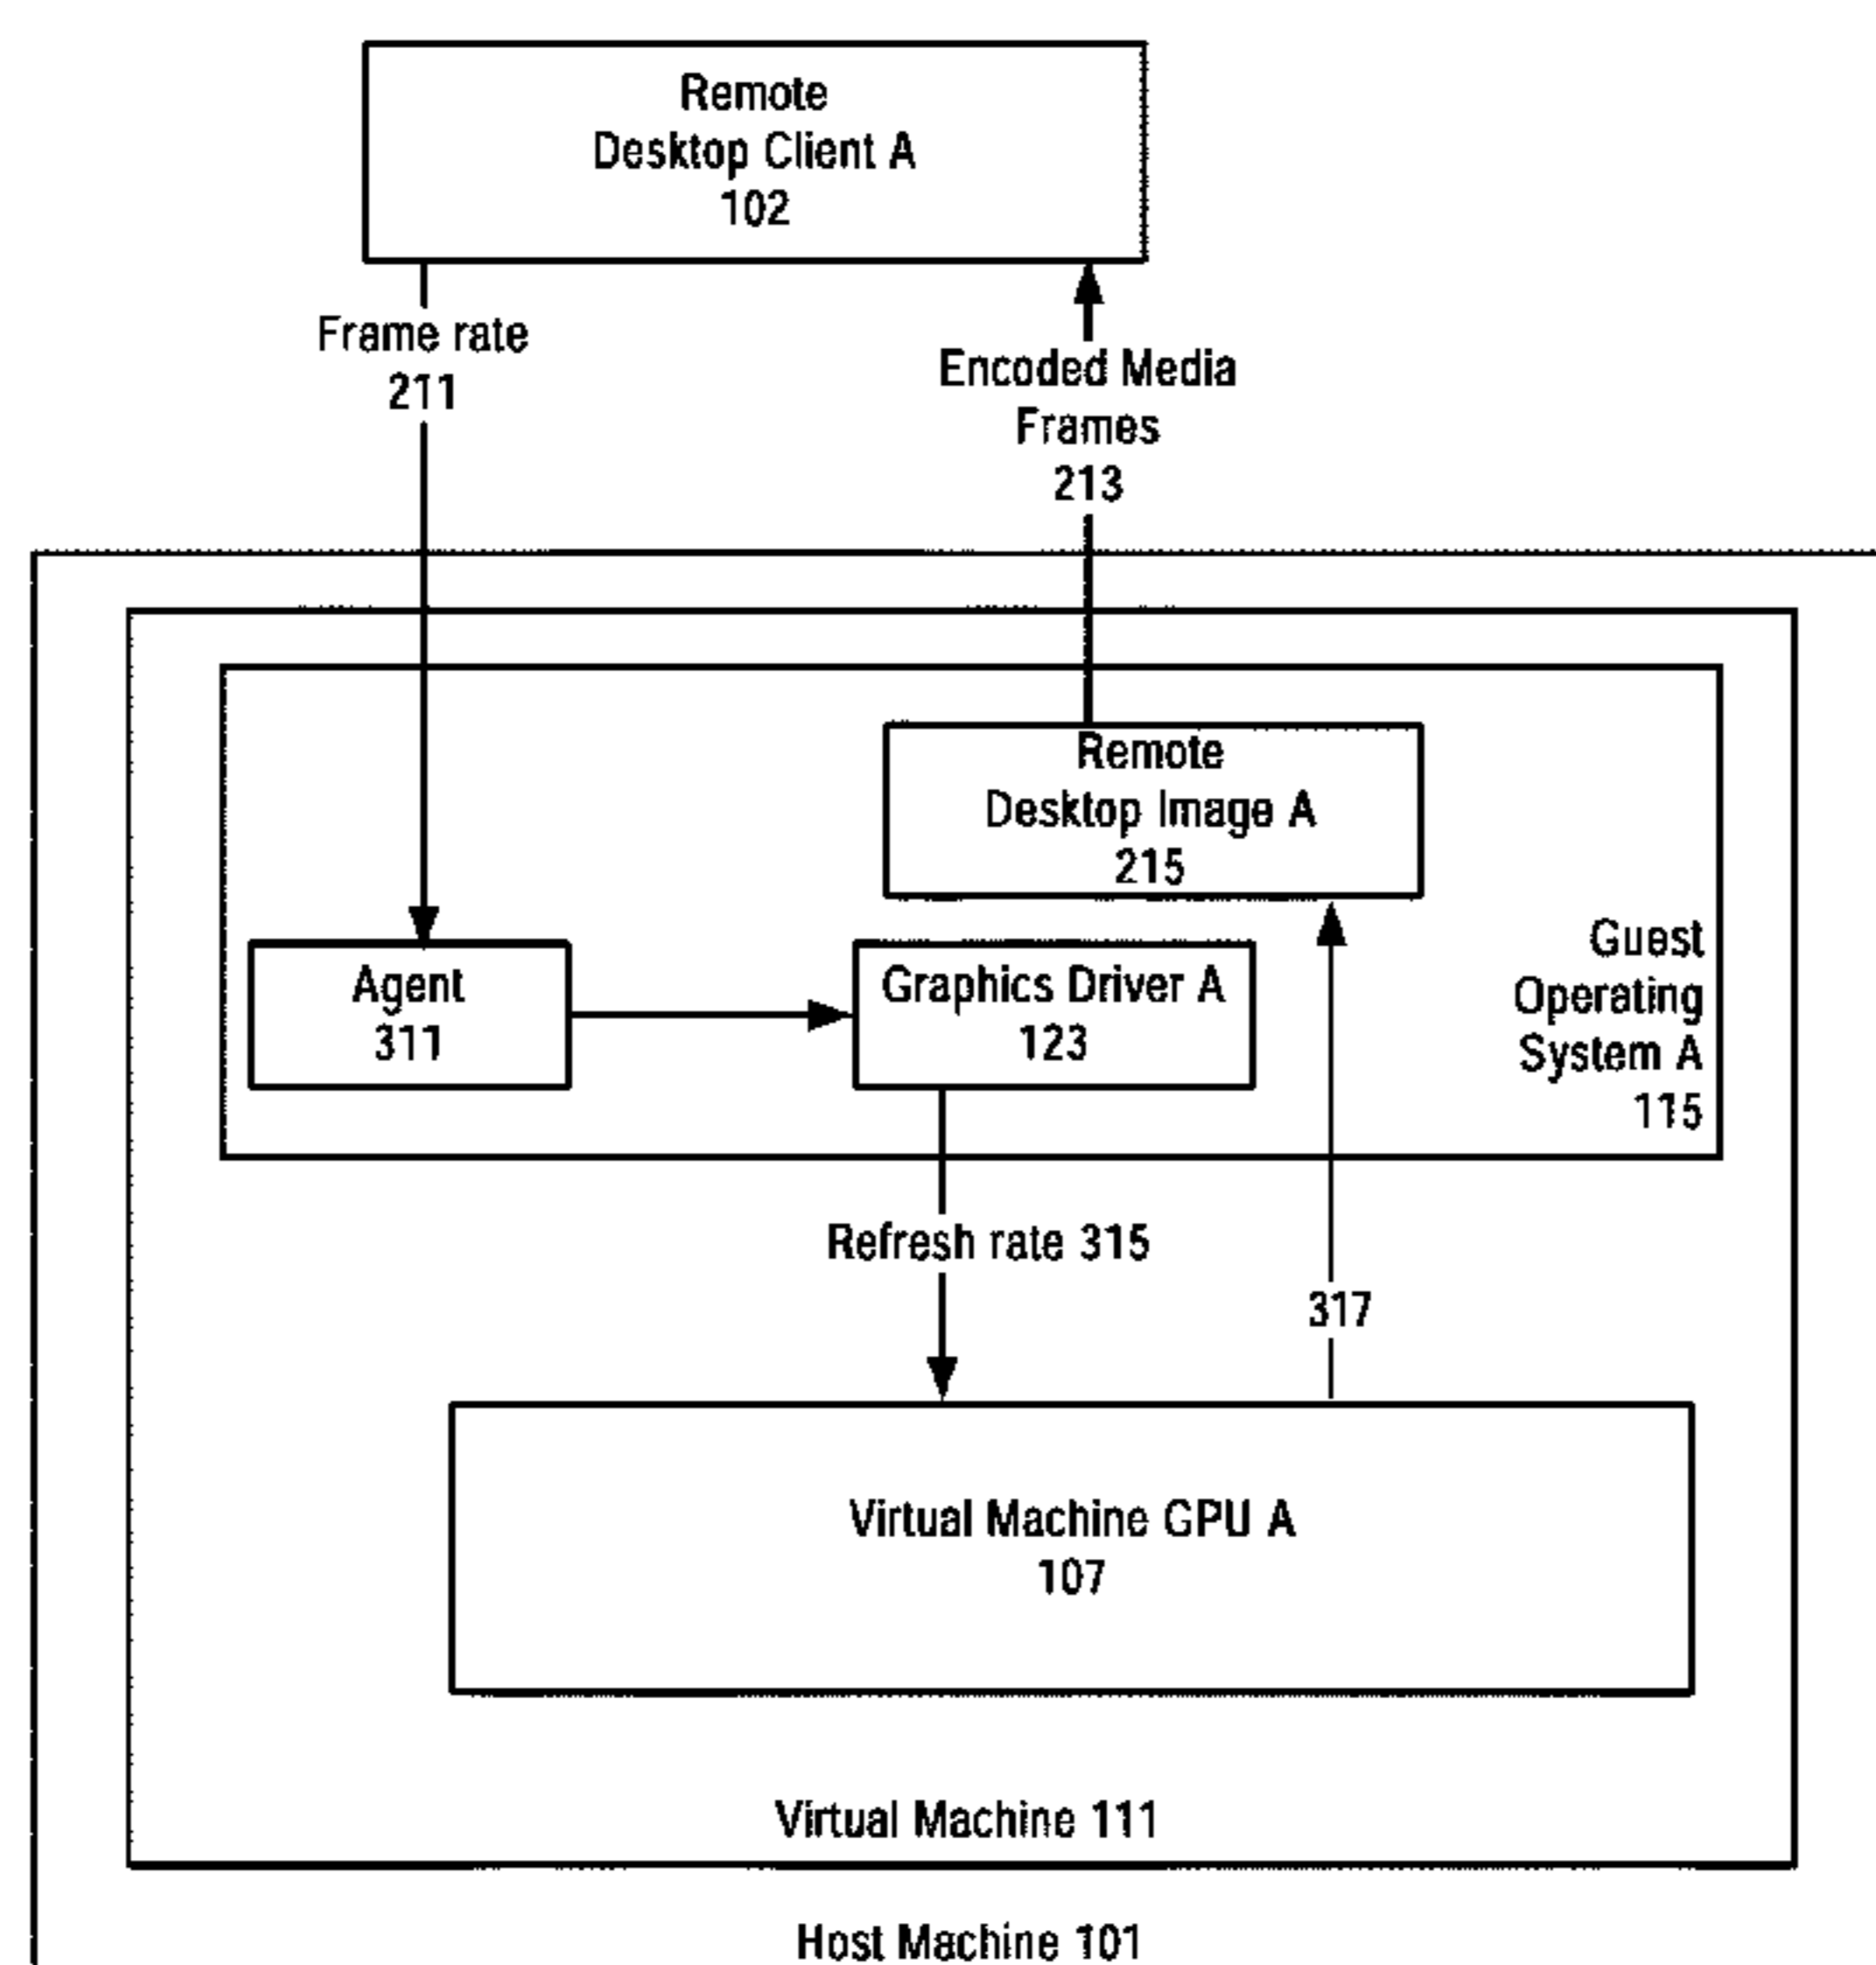 Remote
Desktop Client A
102
Frame rate
211
Encoded Media
Frames
213
Remote
Desktop Image A
215
Agent
311
Graphics Driver A
123
Guest
Operating
System A
115
Refresh rate 315
317
Virtual Machine GPU A
107
Virtual Machine 111
Host Machine 101